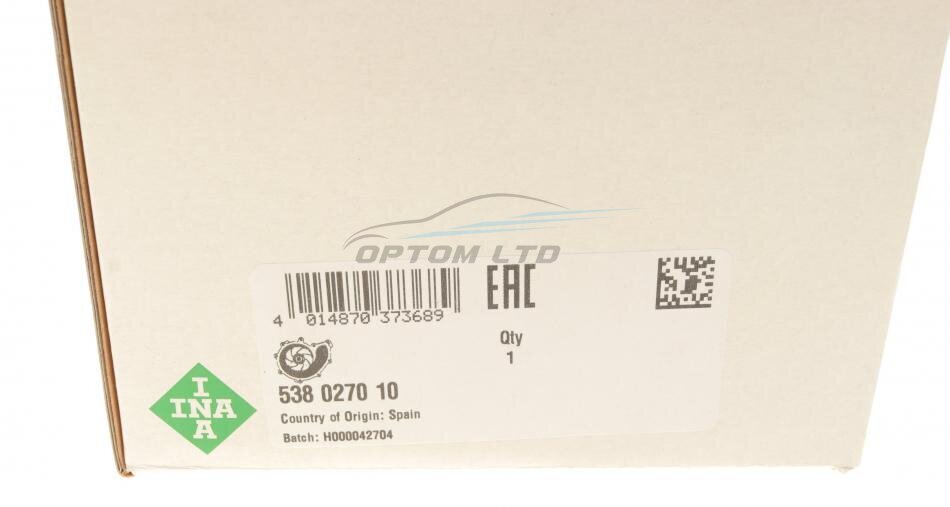 OPTOM LTD
4 014870 373689
EAC
Qty
1
538 0270 10
Country of Origin: Spain
Batch: H000042704
I
INA
A